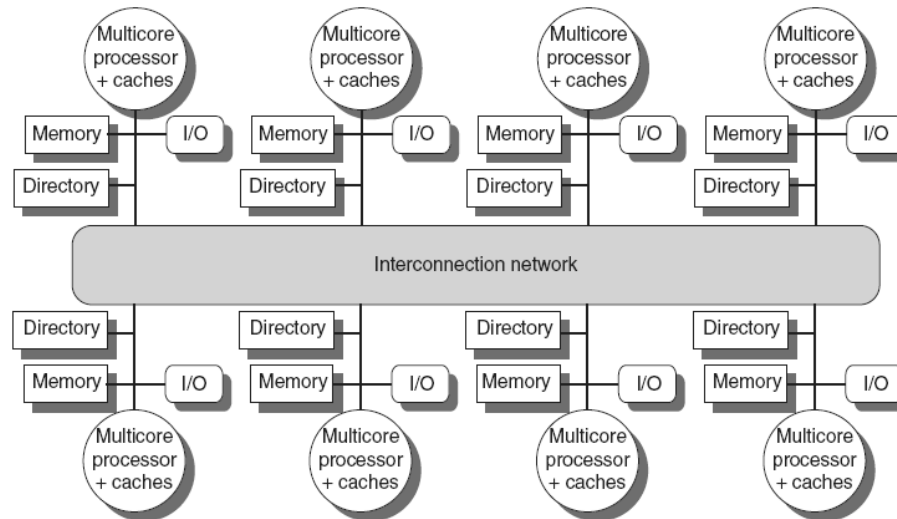 Multicore
processor
+ caches
Multicore
processor
+ caches
Multicore
processor
+ caches
Multicore
processor
+ caches
Memory
I/O
Memory
I/O
Memory
I/O
Memory
I/O
Directory
Directory
Directory
Directory
Interconnection network
Directory
Directory
Directory
Directory
Memory
I/O
Memory
I/O
Memory
I/O
Memory
I/O
Multicore
processor
+ caches
Multicore
processor
+ caches
Multicore
processor
+ caches
Multicore
processor
+ caches